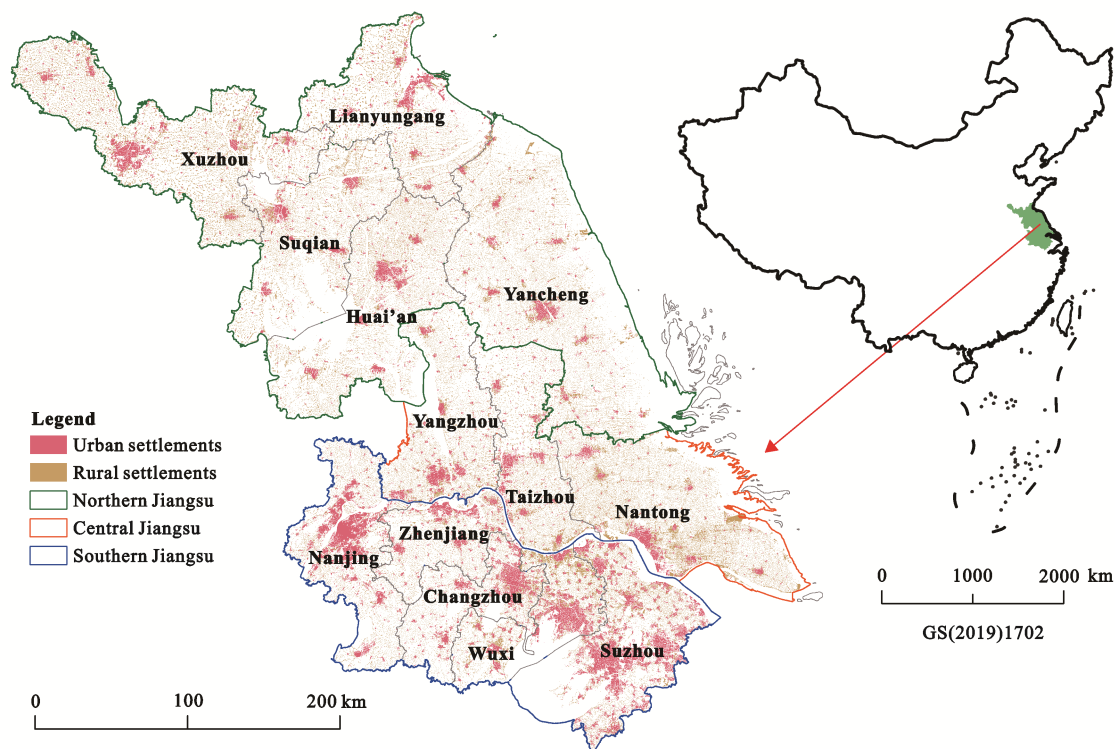 Lianyungang
Xuzhou
Suqian
Yancheng
Huai'an
Legend
Urban settlements
Rural settlements
Northern Jiangsu
Central Jiangsu
Southern Jiangsu
Yangzhou
Taizhou
Nantong
Zhenjiang
Nanjing
Changzhou
Wuxi
Suzhou
0 100 200 km
0 1000 2000 km
GS(2019)1702